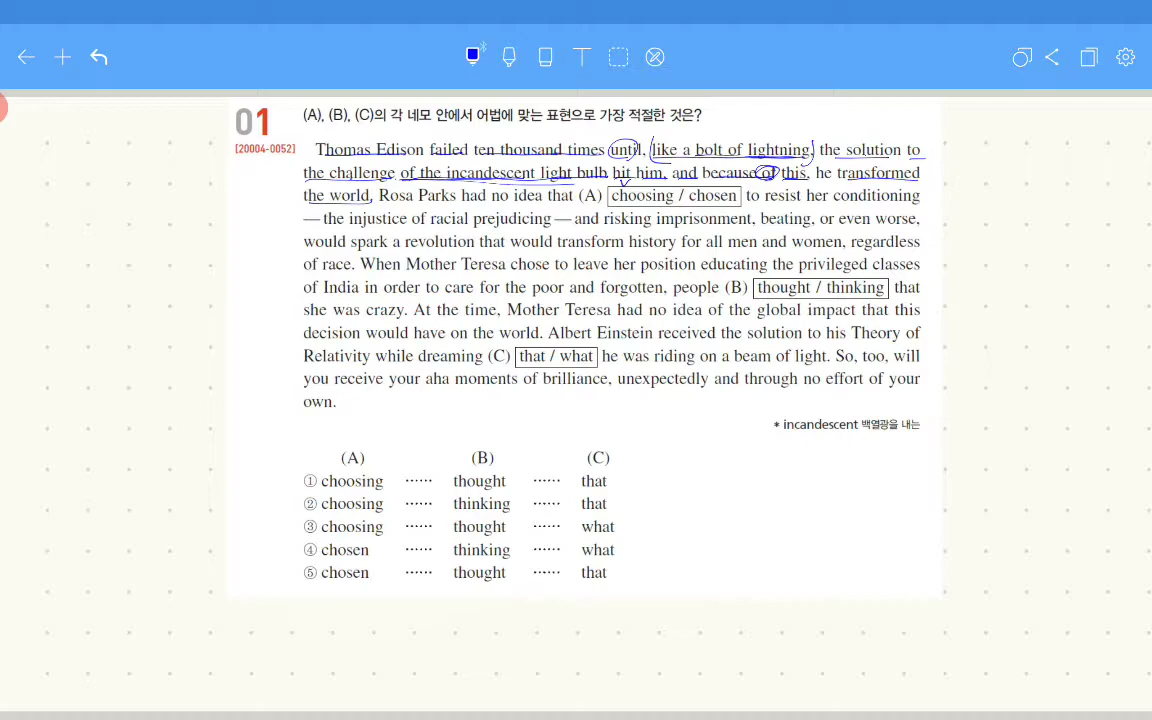 01
[20004-0052]
(A), (B), (C)의 각 네모 안에서 어법에 맞는 표현으로 가장 적절한 것은?
Thomas Edison failed ten thousand times until, like a bolt of lightning, the solution to
the challenge of the incandescent light bulb hit him, and because of this, he transformed
the world, Rosa Parks had no idea that (A) choosing / chosen to resist her conditioning
—the injustice of racial prejudicing—and risking imprisonment, beating, or even worse,
would spark a revolution that would transform history for all men and women, regardless
of race. When Mother Teresa chose to leave her position educating the privileged classes
of India in order to care for the poor and forgotten, people (B) thought / thinking that
she was crazy. At the time, Mother Teresa had no idea of the global impact that this
decision would have on the world. Albert Einstein received the solution to his Theory of
Relativity while dreaming (C) that / what he was riding on a beam of light. So, too, will
you receive your aha moments of brilliance, unexpectedly and through no effort of your
own.
* incandescent 백열광을 내는
(A) (B) (C)
① choosing ······ thought ······ that
② choosing ······ thinking ······ that
③ choosing ······ thought ······ what
④ chosen ······ thinking ······ what
⑤ chosen ······ thought ······ that